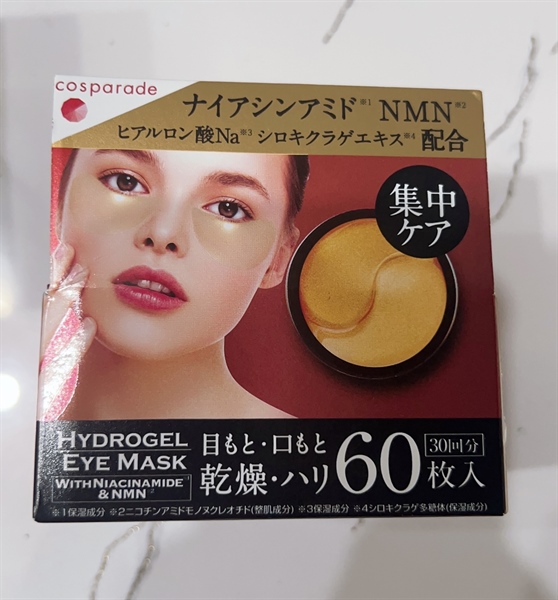 cosparade
ナイアシンアミド※1 NMN※2
ヒアルロン酸Na※3 シロキクラゲエキス※4 配合
集中
ケア
HYDROGEL
EYE MASK
WITH NIACINAMIDE
& NMN
目もと・口もと
乾燥・ハリ
60枚入
30回分
※1保湿成分 ※2ニコチンアミドモノヌクレオチド(整肌成分) ※3保湿成分 ※4シロキクラゲ多糖体(保湿成分)